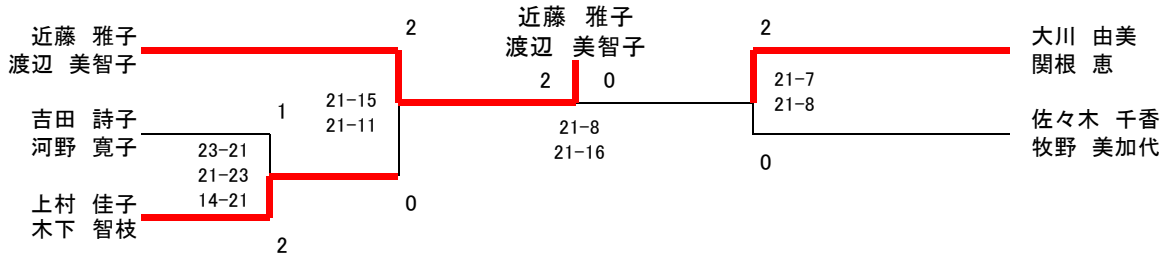 近藤 雅子
渡辺 美智子
2
近藤 雅子
渡辺 美智子
2
0
2
大川 由美
関根 恵
吉田 詩子
河野 寛子
1
21-15
21-11
21-8
21-16
21-7
21-8
佐々木 千香
牧野 美加代
0
23-21
21-23
14-21
上村 佳子
木下 智枝
2
0